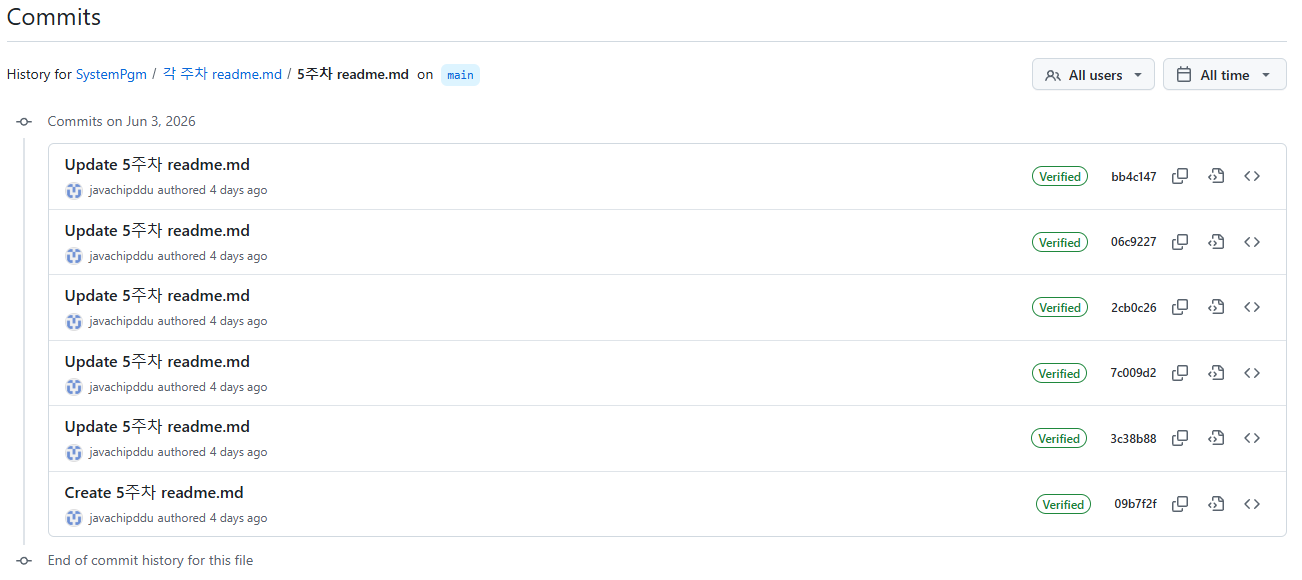 Commits
History for SystemPgm / 각 주차 readme.md / 5주차 readme.md on main
All users
All time
Commits on Jun 3, 2026
Update 5주차 readme.md
Verified bb4c147
javachipddu authored 4 days ago
Update 5주차 readme.md
Verified 06c9227
javachipddu authored 4 days ago
Update 5주차 readme.md
Verified 2cb0c26
javachipddu authored 4 days ago
Update 5주차 readme.md
Verified 7c009d2
javachipddu authored 4 days ago
Update 5주차 readme.md
Verified 3c38b88
javachipddu authored 4 days ago
Create 5주차 readme.md
Verified 09b7f2f
javachipddu authored 4 days ago
End of commit history for this file